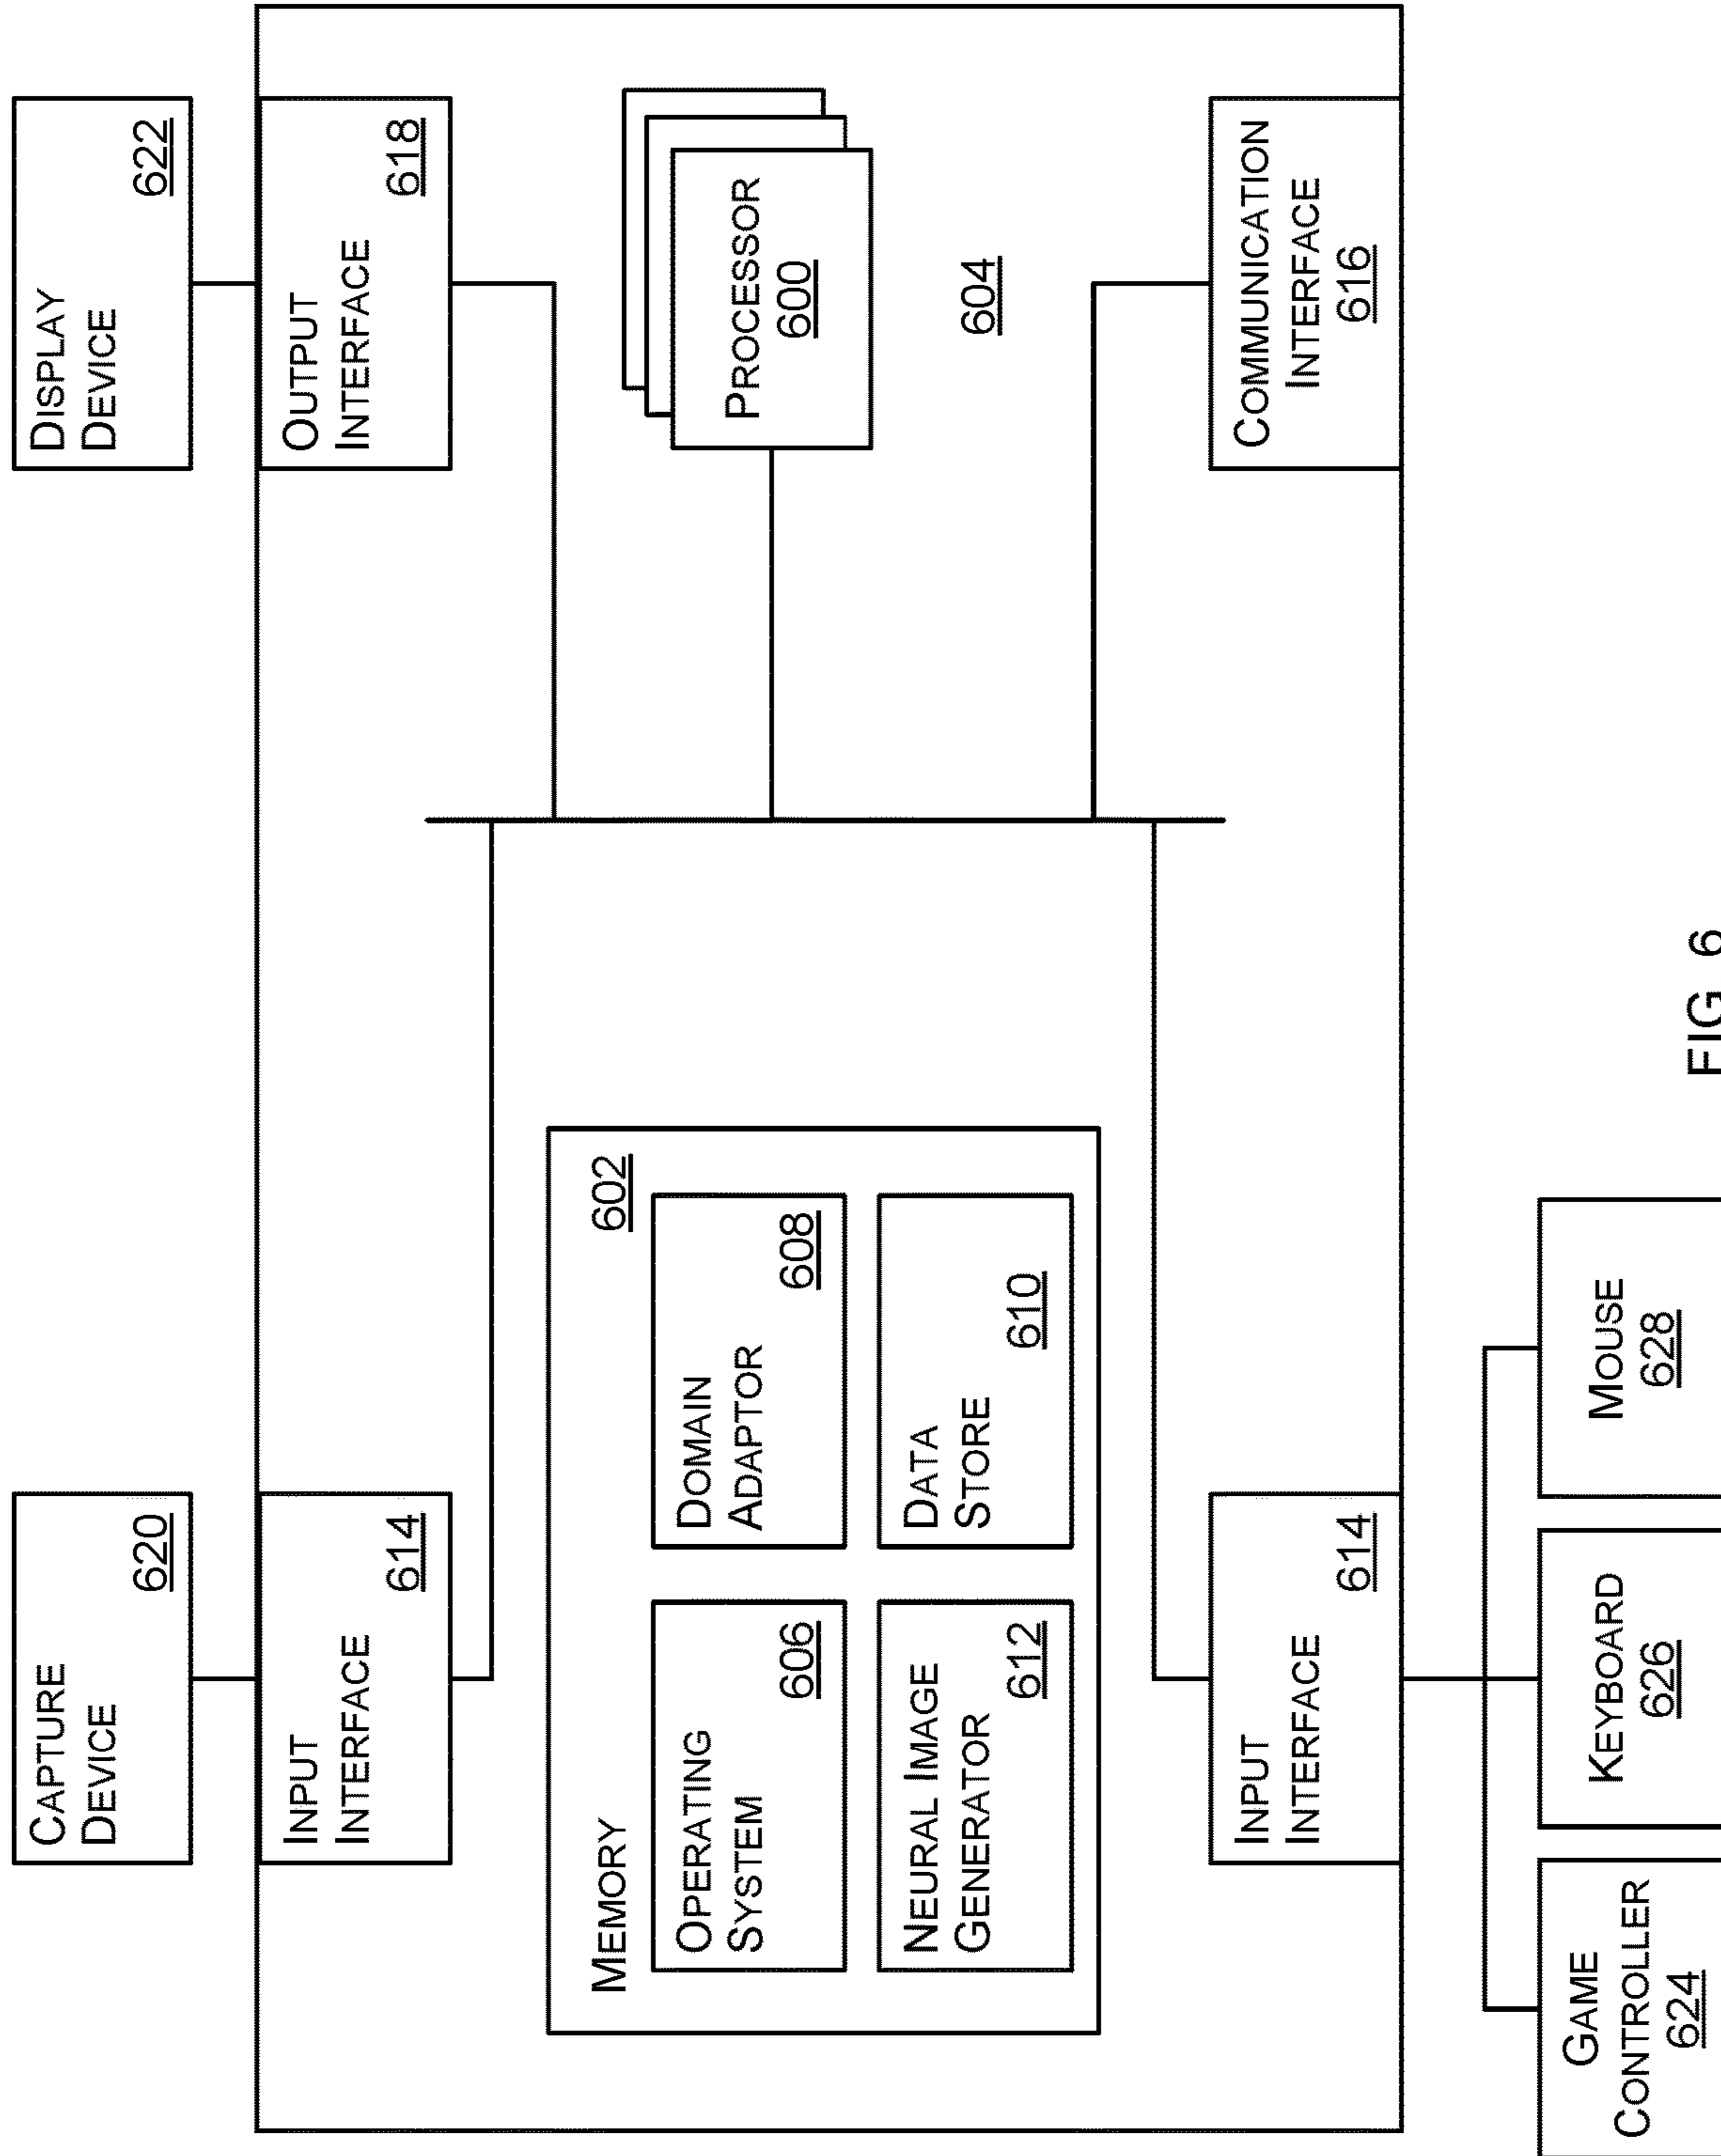 CAPTURE
DEVICE
620
DISPLAY
DEVICE
622
INPUT
INTERFACE
614
OUTPUT
INTERFACE
618
MEMORY
602
OPERATING
SYSTEM
606
DOMAIN
ADAPTOR
608
NEURAL IMAGE
GENERATOR
612
DATA
STORE
610
PROCESSOR
600
604
INPUT
INTERFACE
614
COMMUNICATION
INTERFACE
616
GAME
CONTROLLER
624
KEYBOARD
626
MOUSE
628
FIG. 6